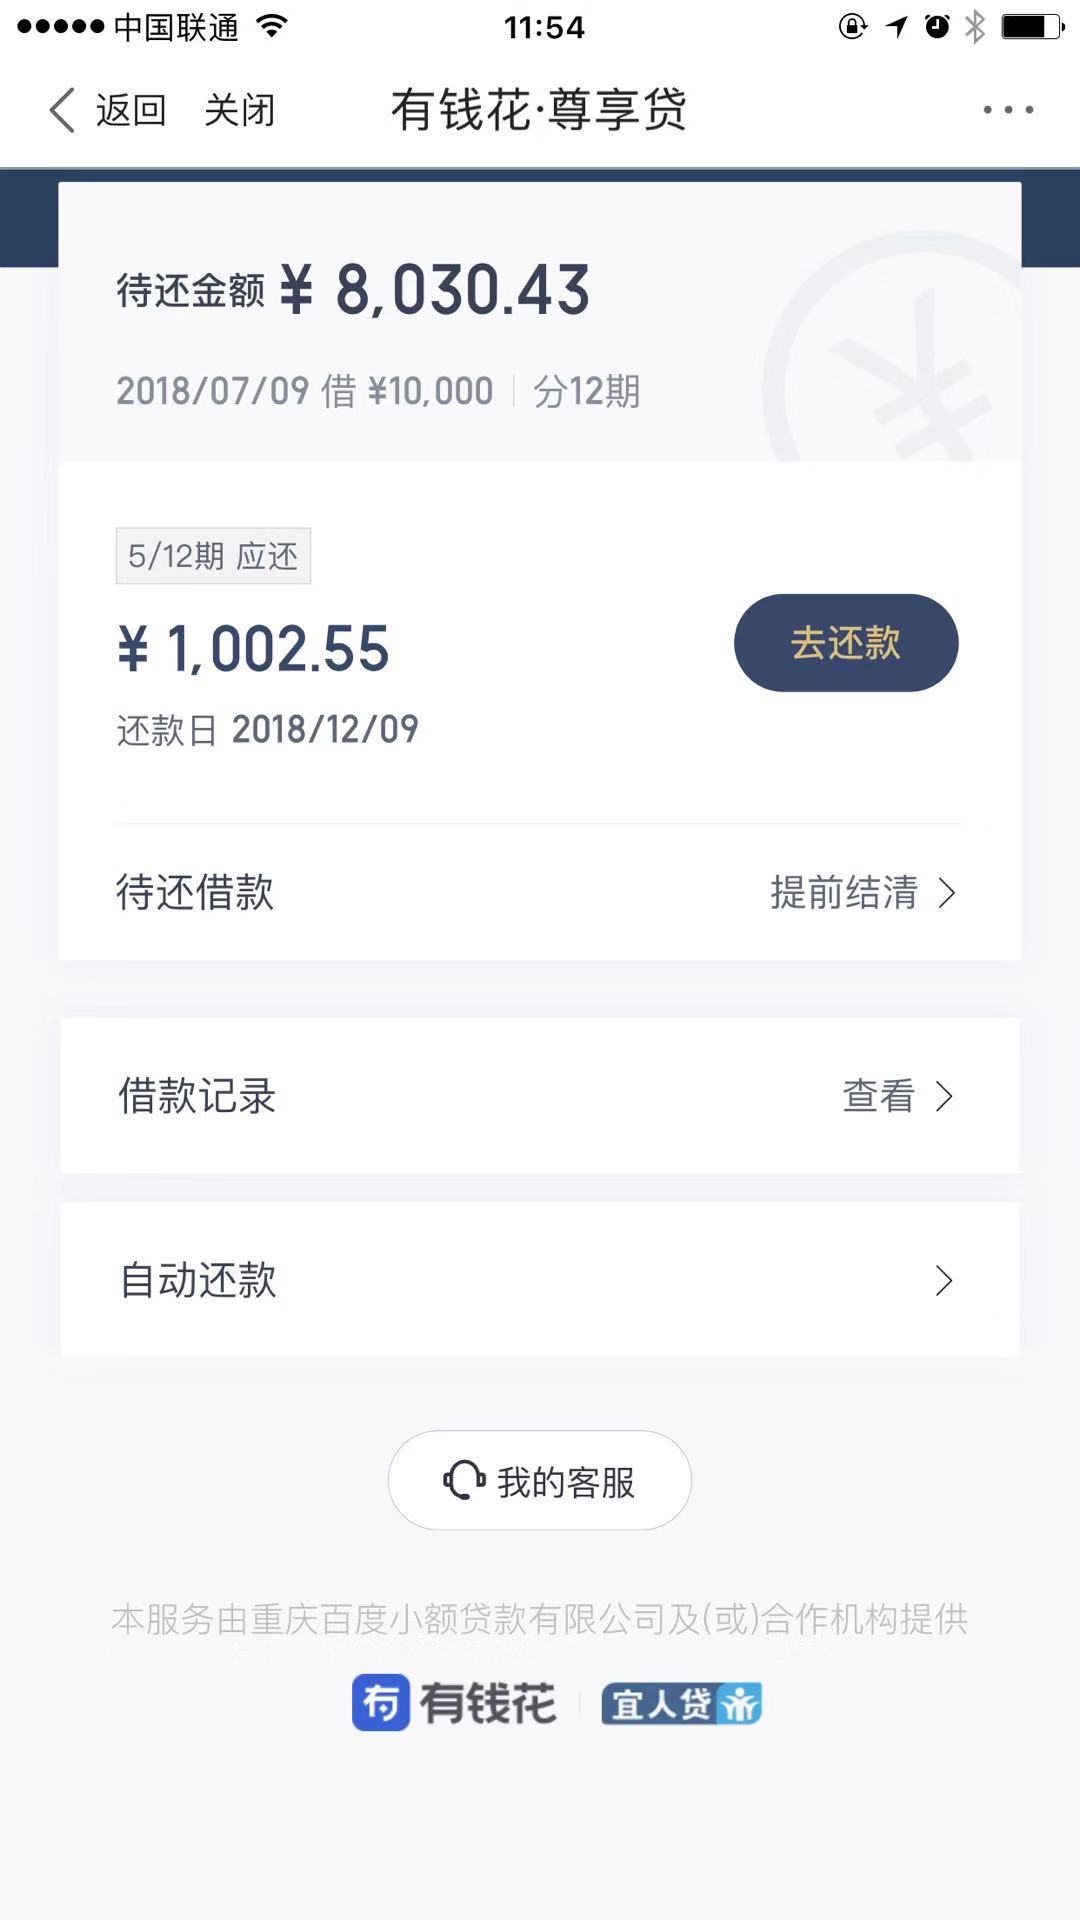 中国联通 11:54
返回 关闭 有钱花·尊享贷
待还金额 ¥ 8,030.43
2018/07/09 借 ¥10,000 分12期
5/12期 应还
¥ 1,002.55
去还款
还款日 2018/12/09
待还借款 提前结清
借款记录 查看
自动还款
我的客服
本服务由重庆百度小额贷款有限公司及(或)合作机构提供
有钱花 宜人贷